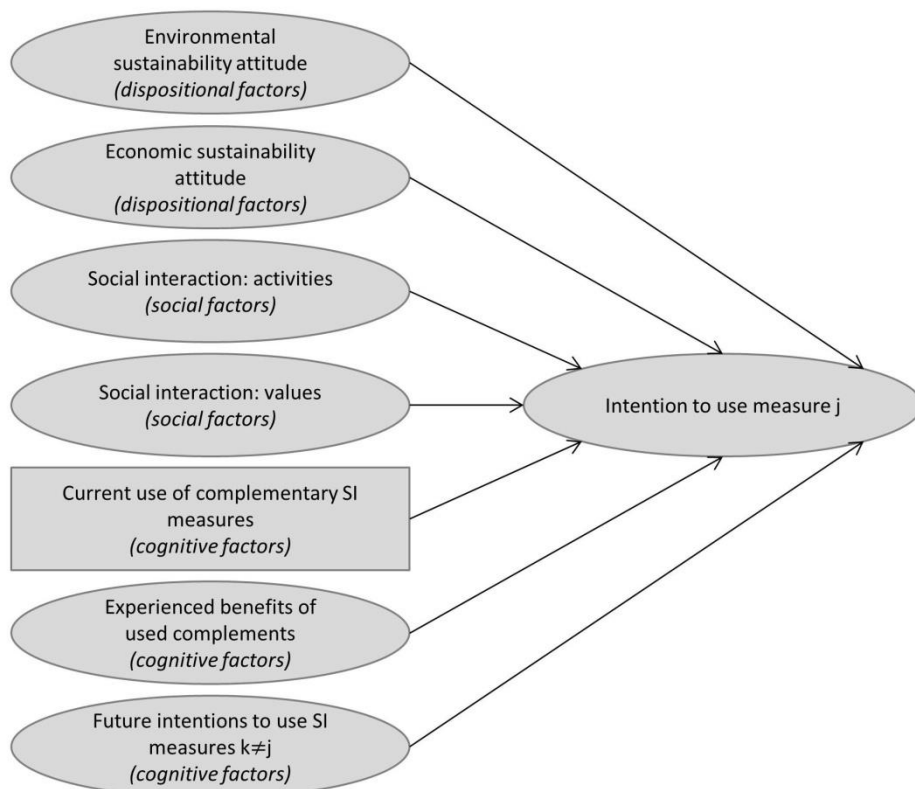 Environmental
sustainability attitude
(dispositional factors)
Economic sustainability
attitude
(dispositional factors)
Social interaction: activities
(social factors)
Social interaction: values
(social factors)
Current use of complementary SI
measures
(cognitive factors)
Experienced benefits of
used complements
(cognitive factors)
Future intentions to use SI
measures k≠j
(cognitive factors)
Intention to use measure j